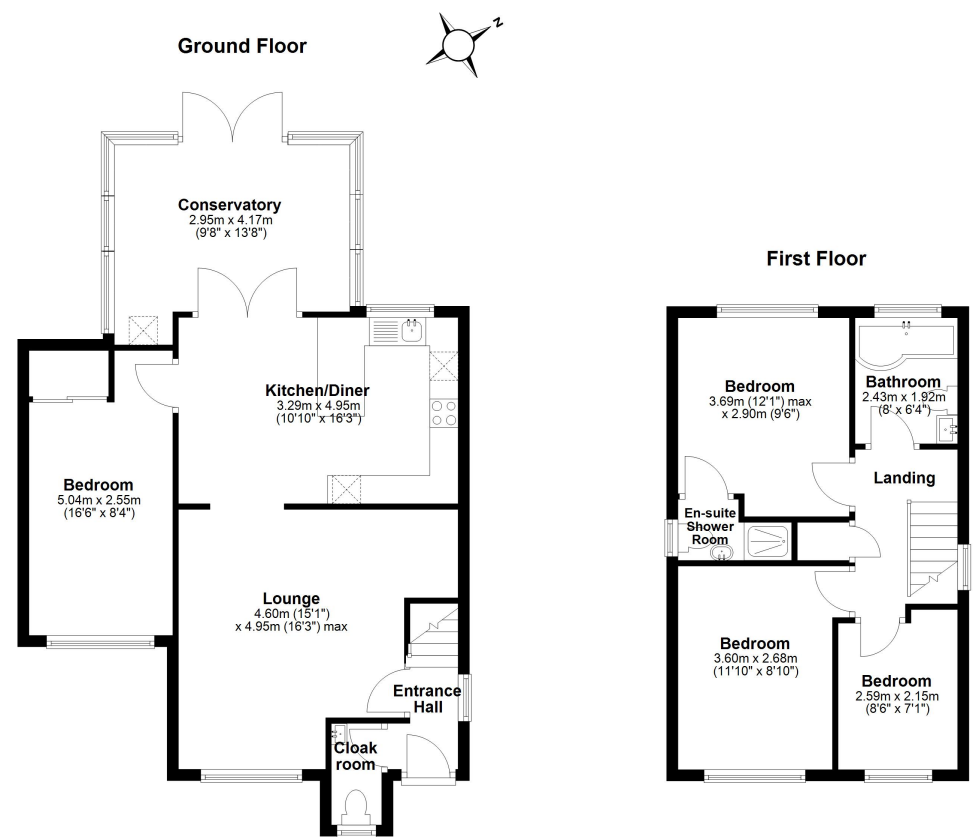 Ground Floor
N
Conservatory
2.95m x 4.17m
(9'8" x 13'8")
Kitchen/Diner
3.29m x 4.95m
(10'10" x 16'3")
Bedroom
5.04m x 2.55m
(16'6" x 8'4")
Lounge
4.60m (15'1")
x 4.95m (16'3") max
Entrance
Hall
Cloak
room
First Floor
Bedroom
3.69m (12'1") max
x 2.90m (9'6")
Bathroom
2.43m x 1.92m
(8' x 6'4")
Landing
En-suite
Shower
Room
Bedroom
3.60m x 2.68m
(11'10" x 8'10")
Bedroom
2.59m x 2.15m
(8'6" x 7'1")